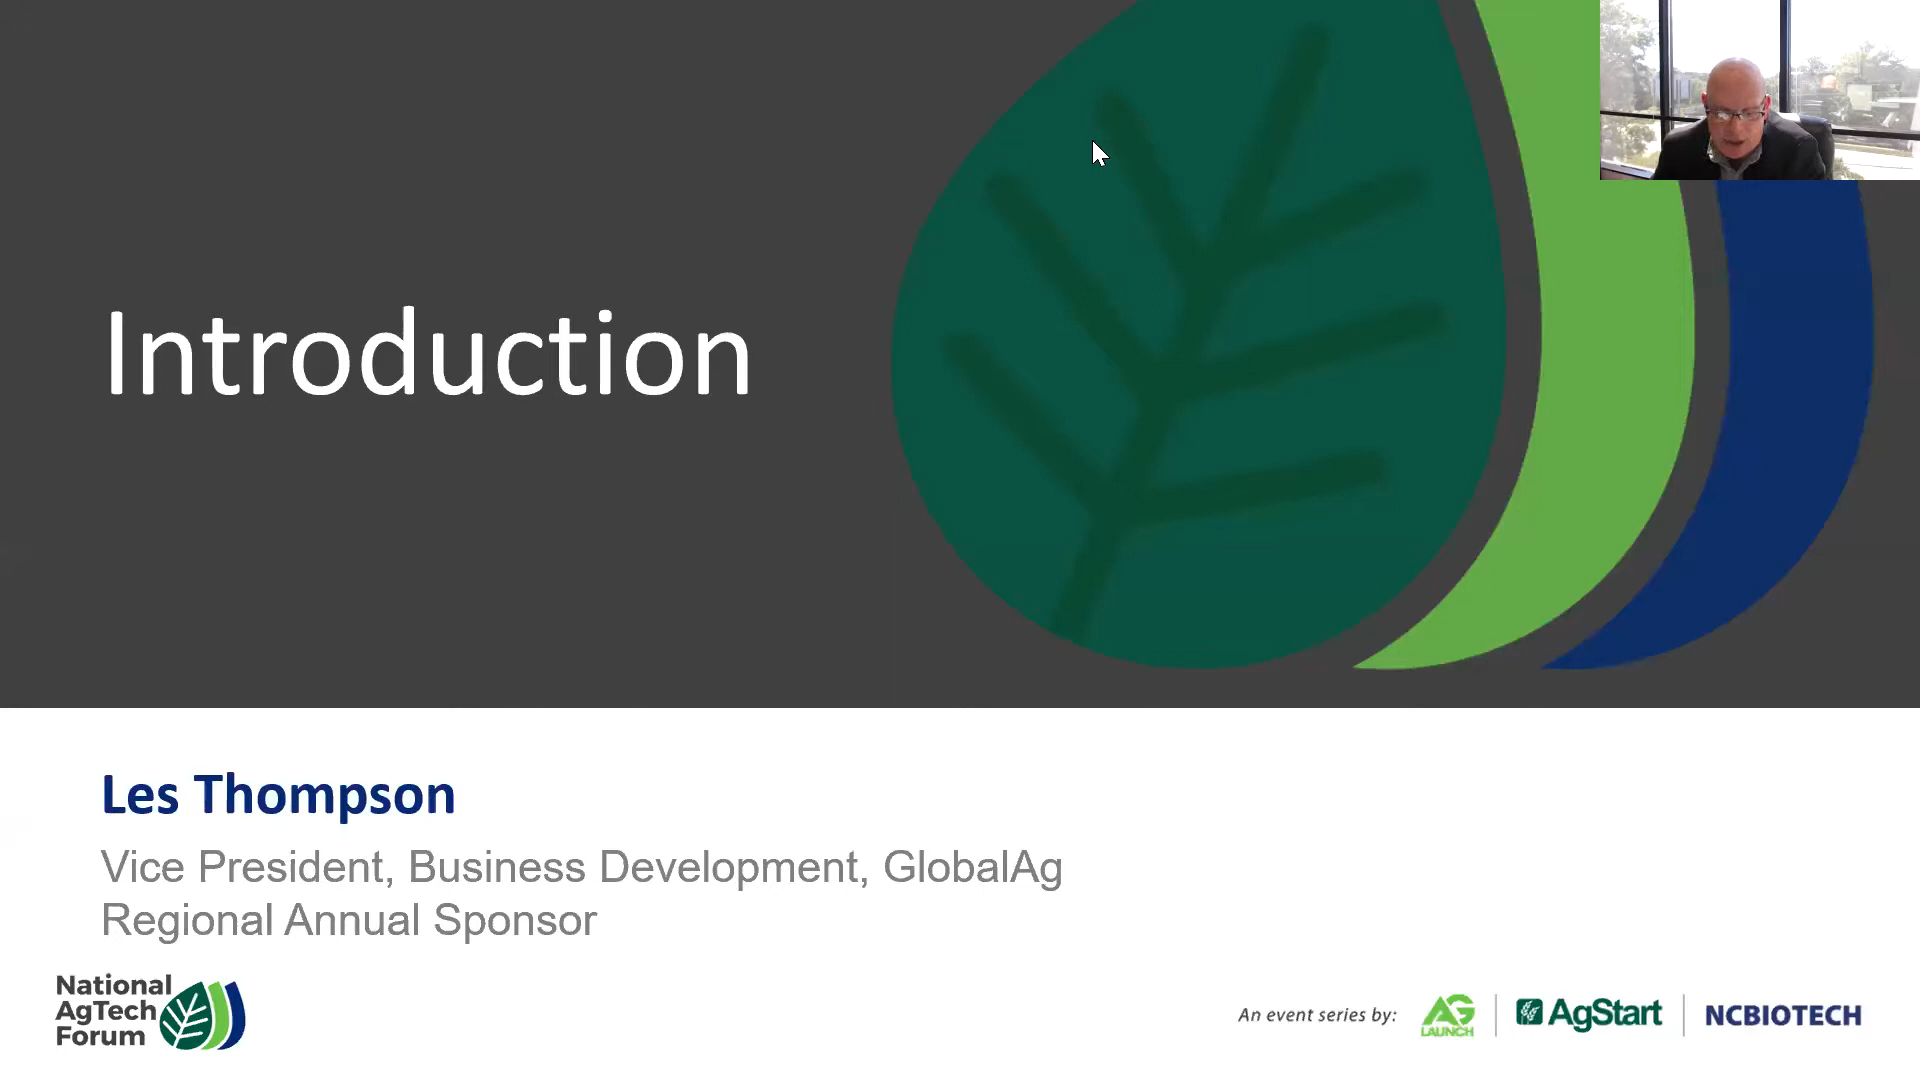 Introduction
Les Thompson
Vice President, Business Development, GlobalAg
Regional Annual Sponsor
National
AgTech
Forum
An event series by:
AG
LAUNCH
AgStart
NCBIOTECH